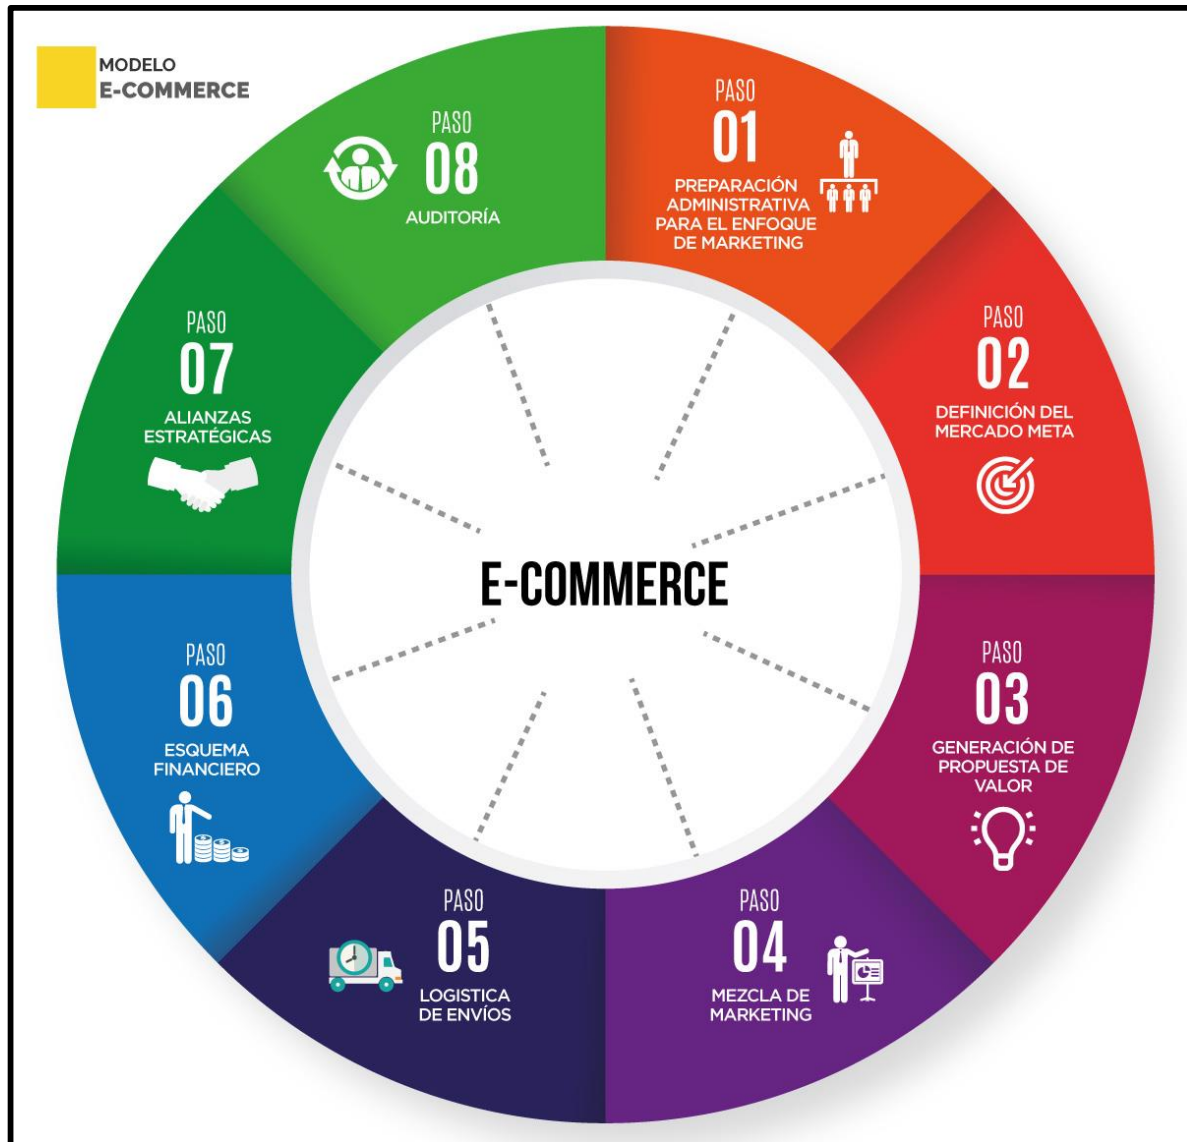 MODELO
E-COMMERCE
PASO
01
PREPARACIÓN
ADMINISTRATIVA
PARA EL ENFOQUE
DE MARKETING
PASO
02
DEFINICIÓN DEL
MERCADO META
PASO
03
GENERACIÓN DE
PROPUESTA DE
VALOR
PASO
04
MEZCLA DE
MARKETING
PASO
05
LOGISTICA
DE ENVÍOS
PASO
06
ESQUEMA
FINANCIERO
PASO
07
ALIANZAS
ESTRATÉGICAS
PASO
08
AUDITORÍA
E-COMMERCE